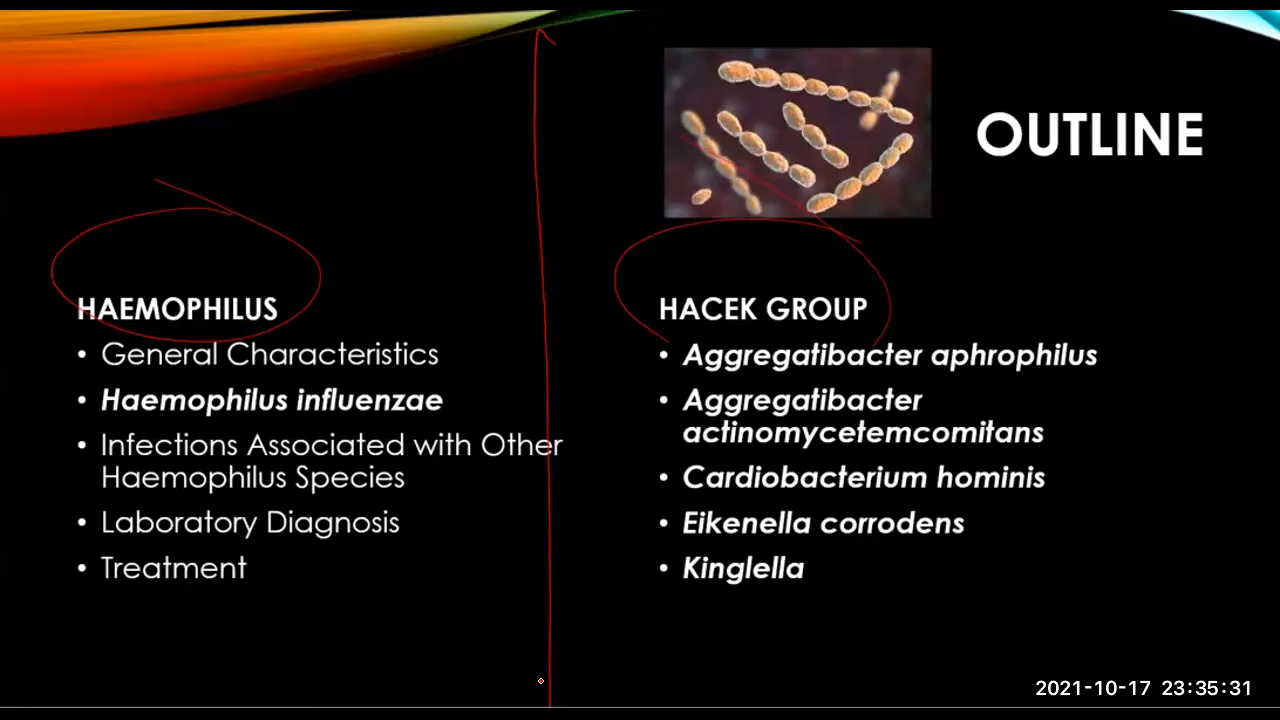 OUTLINE
HAEMOPHILUS
• General Characteristics
• Haemophilus influenzae
• Infections Associated with Other
Haemophilus Species
• Laboratory Diagnosis
• Treatment
HACEK GROUP
• Aggregatibacter aphrophilus
• Aggregatibacter
actinomycetemcomitans
• Cardiobacterium hominis
• Eikenella corrodens
• Kinglella
2021-10-17 23:35:31